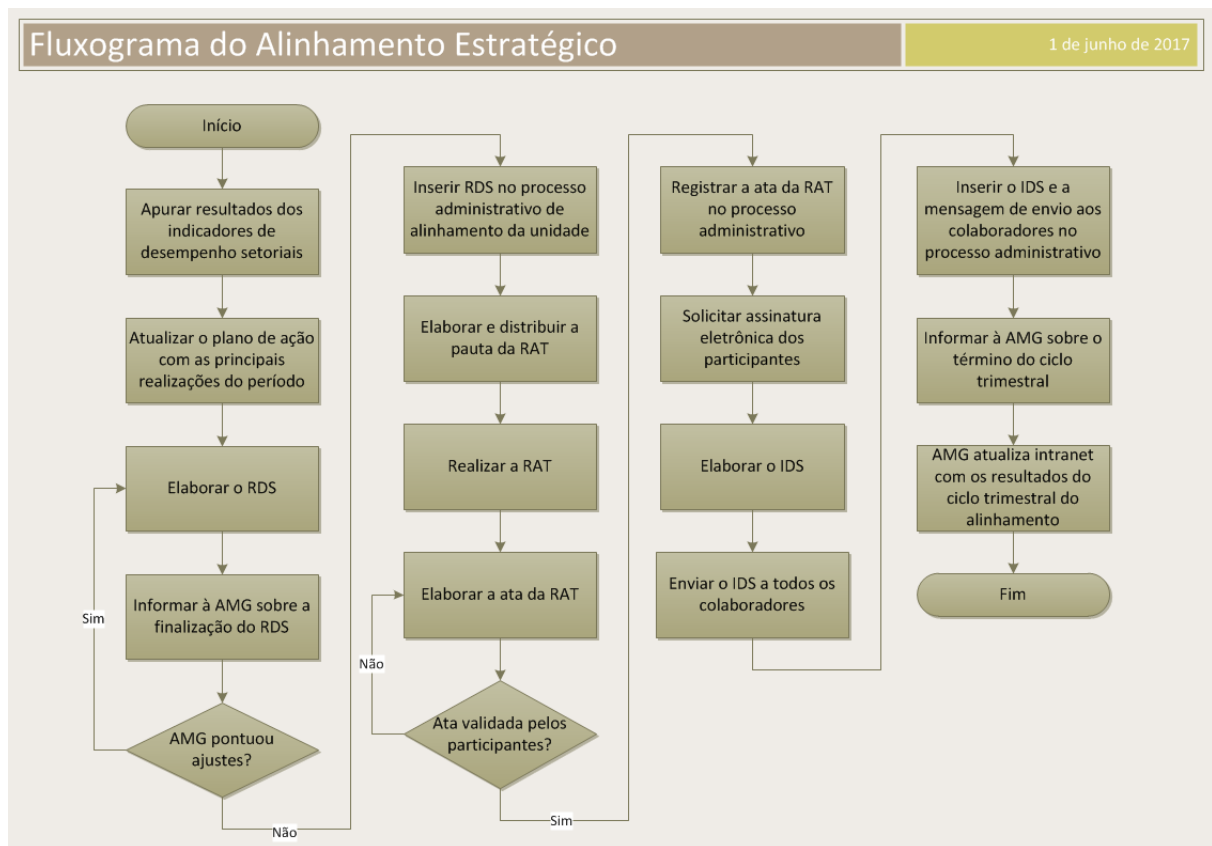 Fluxograma do Alinhamento Estratégico
1 de junho de 2017
Início
Apurar resultados dos
indicadores de
desempenho setoriais
Atualizar o plano de ação
com as principais
realizações do período
Elaborar o RDS
Informar à AMG sobre a
finalização do RDS
Sim
AMG pontuou
ajustes?
Não
Inserir RDS no processo
administrativo de
alinhamento da unidade
Elaborar e distribuir a
pauta da RAT
Realizar a RAT
Elaborar a ata da RAT
Não
Ata validada pelos
participantes?
Sim
Registrar a ata da RAT
no processo
administrativo
Solicitar assinatura
eletrônica dos
participantes
Elaborar o IDS
Enviar o IDS a todos os
colaboradores
Inserir o IDS e a
mensagem de envio aos
colaboradores no
processo administrativo
Informar à AMG sobre o
término do ciclo
trimestral
AMG atualiza intranet
com os resultados do
ciclo trimestral do
alinhamento
Fim